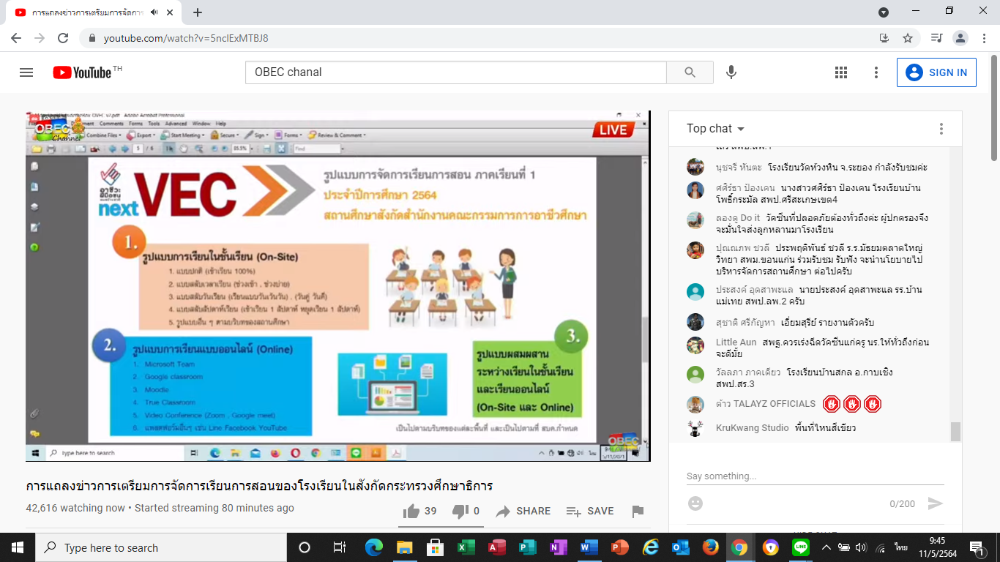 การแถลงข่าวการเตรียมการจัดการ
youtube.com/watch?v=5nclExMTBJ8
YouTube TH
OBEC chanal
SIGN IN
Adobe Acrobat Professional
Comments Forms Tools Advanced Window Help
Combine Files Export Start Meeting Secure Sign Forms Review & Comment
5 / 6 Find
OBEC Channel
LIVE
อาชีวะ
next VEC
รูปแบบการจัดการเรียนการสอน ภาคเรียนที่ 1
ประจำปีการศึกษา 2564
สถานศึกษาสังกัดสำนักงานคณะกรรมการการอาชีวศึกษา
1.
รูปแบบการเรียนในชั้นเรียน (On-Site)
1. แบบปกติ (เข้าเรียน 100%)
2. แบบสลับเวลาเรียน (ช่วงเช้า , ช่วงบ่าย)
3. แบบสลับวันเรียน (เรียนแบบวันเว้นวัน) , (วันคู่ วันคี่)
4. แบบสลับสัปดาห์เรียน (เข้าเรียน 1 สัปดาห์ หยุดเรียน 1 สัปดาห์)
5. รูปแบบอื่น ๆ ตามบริบทของสถานศึกษา
2.
รูปแบบการเรียนแบบออนไลน์ (Online)
1. Microsoft Team
2. Google classroom
3. Moodle
4. True Classroom
5. Video Conference (Zoom , Google meet)
6. แพลตฟอร์มอื่นๆ เช่น Line Facebook YouTube
3.
รูปแบบผสมผสาน
ระหว่างเรียนในชั้นเรียน
และเรียนออนไลน์
(On-Site และ Online)
เป็นไปตามบริบทของแต่ละพื้นที่ และเป็นไปตามที่ ศบค.กำหนด
OBEC
Type here to search
การแถลงข่าวการเตรียมการจัดการเรียนการสอนของโรงเรียนในสังกัดกระทรวงศึกษาธิการ
42,616 watching now • Started streaming 80 minutes ago
39 0 SHARE SAVE
Top chat
นุชจรี หันตะ โรงเรียนวัดห้วงหิน จ.ระยอง กำลังรับชมค่ะ
ศศิร์ธา ป้องเคน นางสาวศศิร์ธา ป้องเคน โรงเรียนบ้าน
โพธิ์กระมัล สพป.ศรีสะเกษเขต4
ลองดู Do it วัคซีนที่ปลอดภัยต้องทั่วถึงค่ะ ผู้ปกครองจึง
จะมั่นใจส่งลูกหลานมาโรงเรียน
ปุณณภพ ชวลี ประพฤติพันธ์ ชวลี ร.ร.มัธยมตลาดใหญ่
วิทยา สพม.ขอนแก่น ร่วมรับชม รับฟัง จะนำนโยบายไป
บริหารจัดการสถานศึกษา ต่อไปครับ
ประสงค์ อุดสาพะแล นายประสงค์ อุดสาพะแล รร.บ้าน
แม่เทย สพป.ลพ.2 ครับ
สุชาติ ศรีกัญหา เอี่ยมสุรีย์ รายงานตัวครับ
Little Aun สพฐ.ควรเร่งฉีดวัคซีนแก่ครู นร.ให้ทั่วถึงก่อน
จะดีมั้ย
วัลลภา ภาคเดียว โรงเรียนบ้านสกล อ.กาบเชิง
สพป.สร.3
ต้าว TALAYZ OFFICIALS
KruKwang Studio พื้นที่ไหนสีเขียว
Say something...
0/200
Type here to search
ไทย
9:45
11/5/2564
1